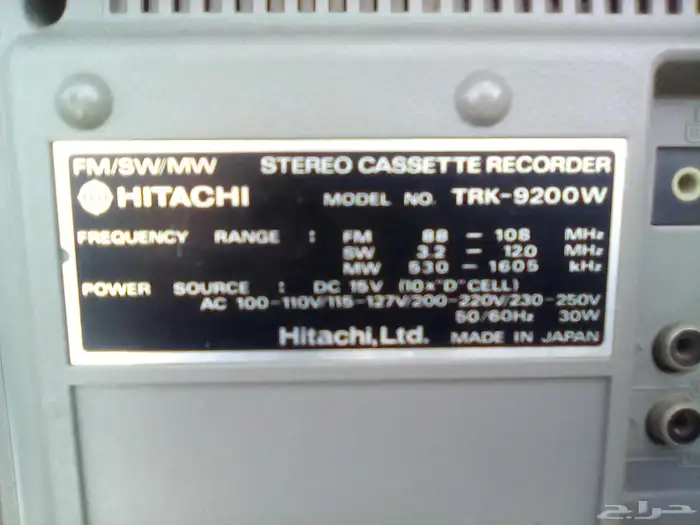 FM/SW/MW STEREO CASSETTE RECORDER
HITACHI MODEL NO. TRK-9200W
FREQUENCY RANGE : FM 88 - 108 MHz
SW 3.2 - 12.0 MHz
MW 530 - 1605 kHz
POWER SOURCE : DC 15V (10 × "D" CELL)
AC 100-110V/115-127V/200-220V/230-250V
50/60Hz 30W
Hitachi, Ltd. MADE IN JAPAN
حراج